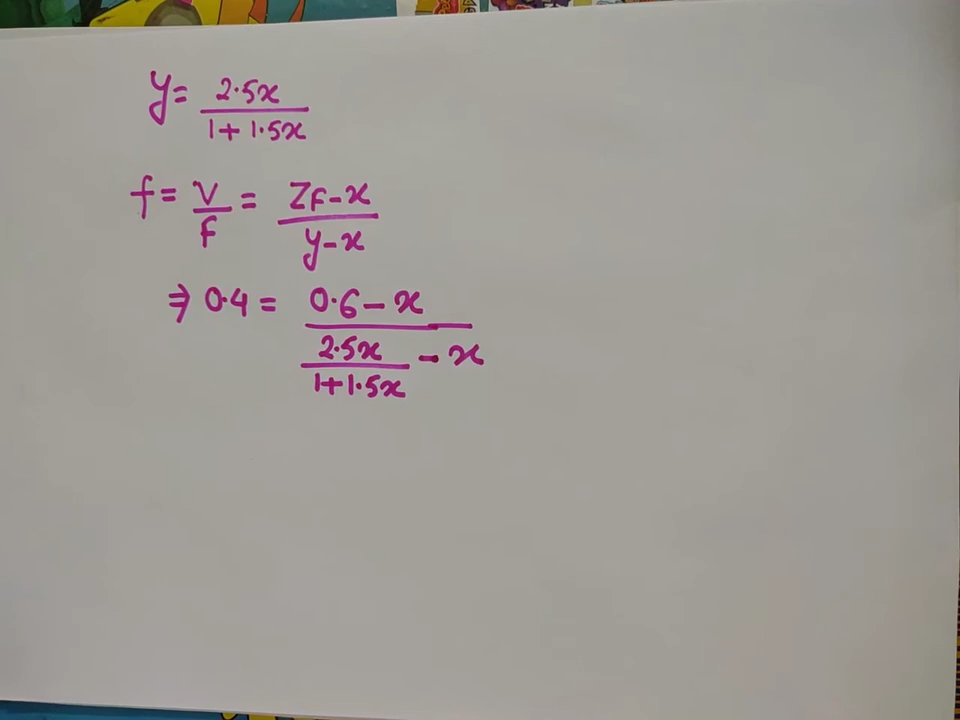 y = 2.5x / 1 + 1.5x
f = V / F = ZF - x / y - x
⇒ 0.4 = 0.6 - x / 2.5x / 1 + 1.5x - x